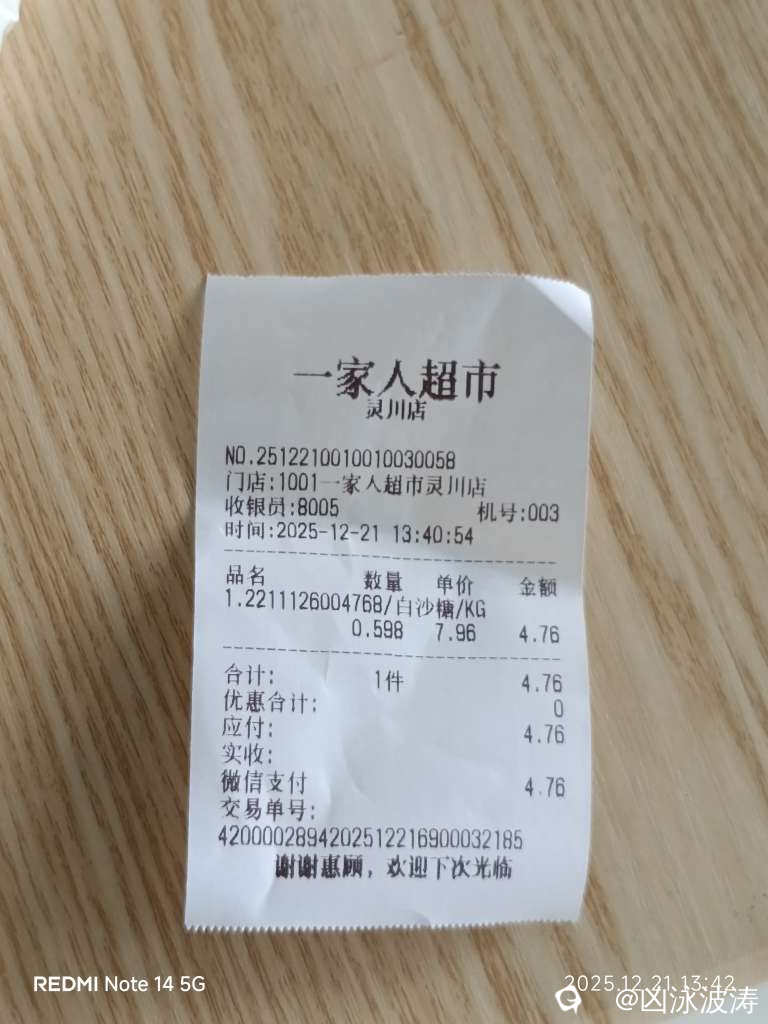 一家人超市
灵川店
NO.2512210010010030058
门店:1001一家人超市灵川店
收银员:8005 机号:003
时间:2025-12-21 13:40:54
品名 数量 单价 金额
1.2211126004768/白沙糖/KG
0.598 7.96 4.76
合计: 1件 4.76
优惠合计: 0
应付: 4.76
实收:
微信支付 4.76
交易单号:
4200002894202512216900032185
谢谢惠顾，欢迎下次光临
REDMI Note 14 5G
2025.12.21 13:42
@凶泳波涛